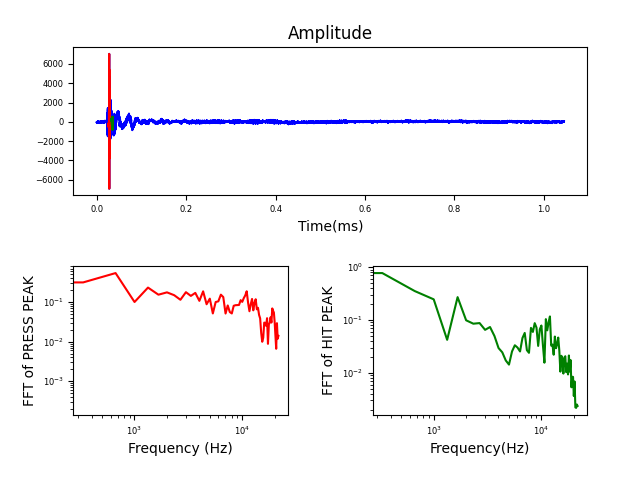 Amplitude
6000
4000
2000
0
−2000
−4000
−6000
0.0 0.2 0.4 0.6 0.8 1.0
Time(ms)
FFT of PRESS PEAK
10⁻¹
10⁻²
10⁻³
10³ 10⁴
Frequency (Hz)
FFT of HIT PEAK
10⁰
10⁻¹
10⁻²
10³ 10⁴
Frequency(Hz)